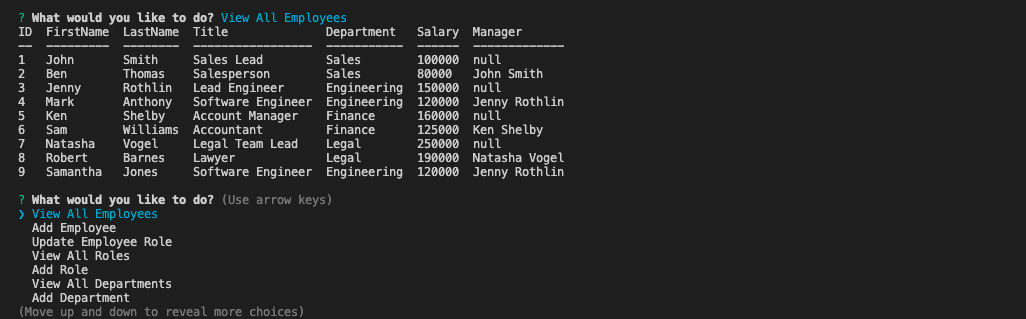 ? What would you like to do? View All Employees
ID  FirstName  LastName  Title              Department   Salary  Manager
——  —————————  ————————  —————————————————  ———————————  ——————  —————————————
1   John       Smith     Sales Lead         Sales        100000  null
2   Ben        Thomas    Salesperson        Sales        80000   John Smith
3   Jenny      Rothlin   Lead Engineer      Engineering  150000  null
4   Mark       Anthony   Software Engineer  Engineering  120000  Jenny Rothlin
5   Ken        Shelby    Account Manager    Finance      160000  null
6   Sam        Williams  Accountant         Finance      125000  Ken Shelby
7   Natasha    Vogel     Legal Team Lead    Legal        250000  null
8   Robert     Barnes    Lawyer             Legal        190000  Natasha Vogel
9   Samantha   Jones     Software Engineer  Engineering  120000  Jenny Rothlin
? What would you like to do? (Use arrow keys)
❯ View All Employees
Add Employee
Update Employee Role
View All Roles
Add Role
View All Departments
Add Department
(Move up and down to reveal more choices)